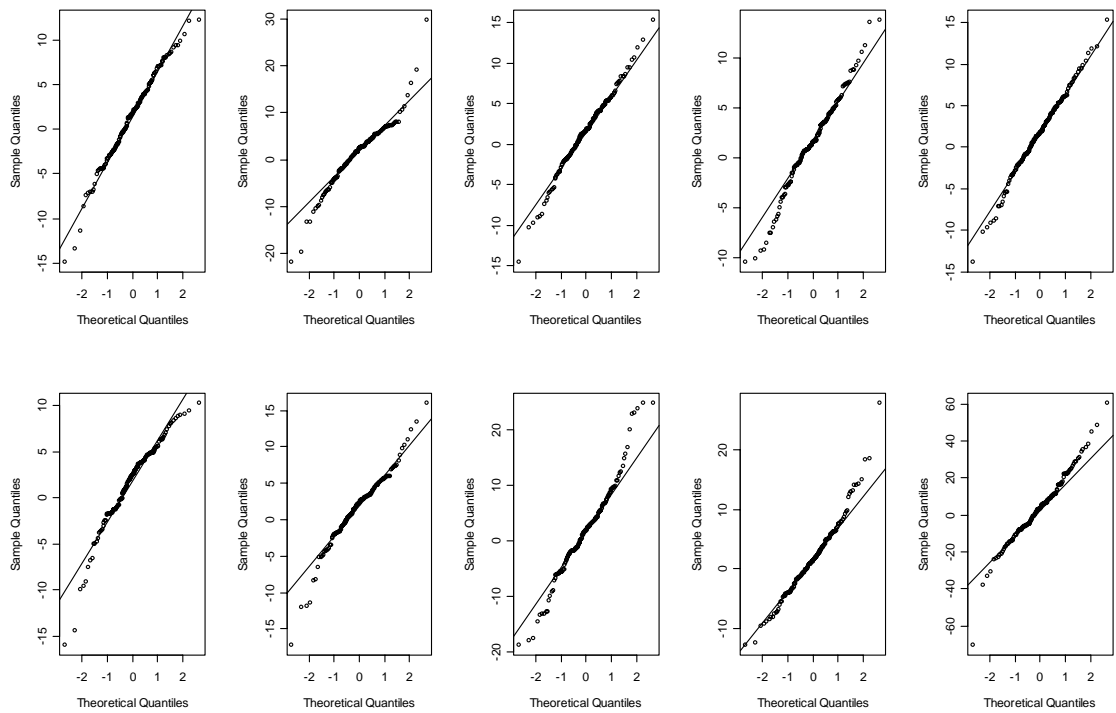 Sample Quantiles
-15 -10 -5 0 5 10
-2 -1 0 1 2
Theoretical Quantiles
Sample Quantiles
-20 -10 0 10 20 30
-2 -1 0 1 2
Theoretical Quantiles
Sample Quantiles
-15 -10 -5 0 5 10 15
-2 -1 0 1 2
Theoretical Quantiles
Sample Quantiles
-10 -5 0 5 10
-2 -1 0 1 2
Theoretical Quantiles
Sample Quantiles
-15 -10 -5 0 5 10 15
-2 -1 0 1 2
Theoretical Quantiles
Sample Quantiles
-15 -10 -5 0 5 10
-2 -1 0 1 2
Theoretical Quantiles
Sample Quantiles
-15 -10 -5 0 5 10 15
-2 -1 0 1 2
Theoretical Quantiles
Sample Quantiles
-20 -10 0 10 20
-2 -1 0 1 2
Theoretical Quantiles
Sample Quantiles
-10 0 10 20
-2 -1 0 1 2
Theoretical Quantiles
Sample Quantiles
-60 -40 -20 0 20 40 60
-2 -1 0 1 2
Theoretical Quantiles